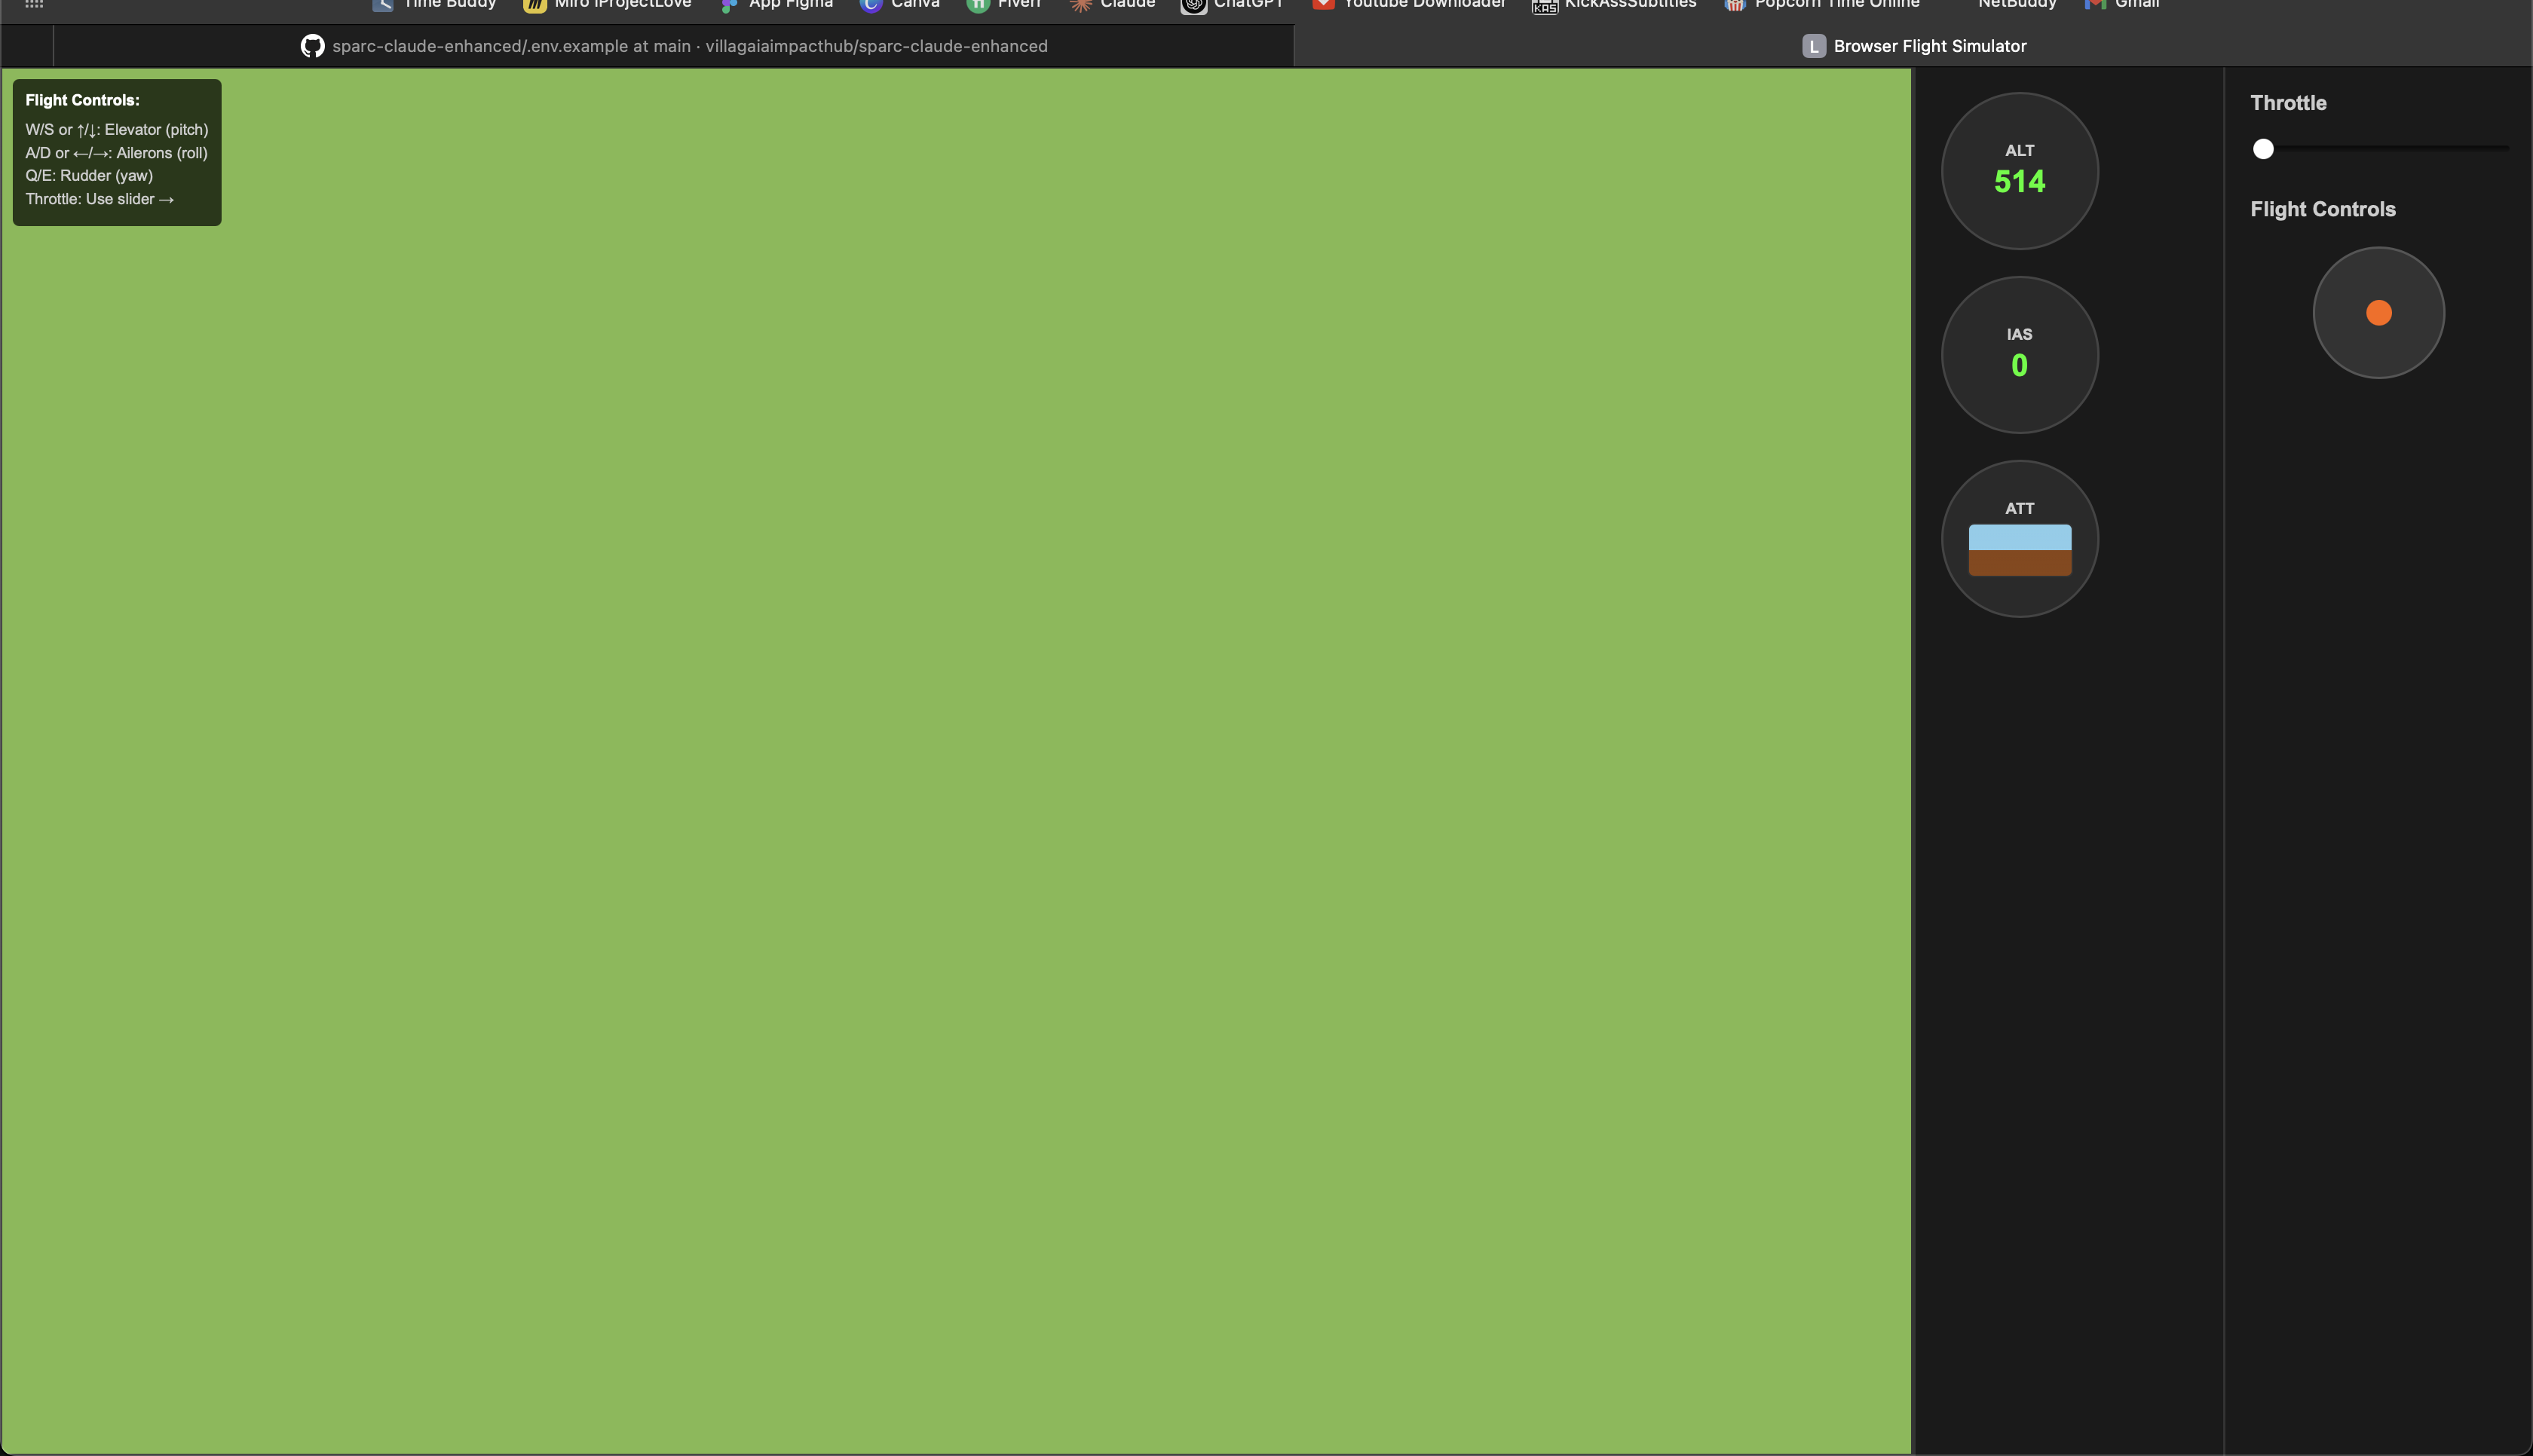 Time Buddy
Miro iProjectLove
App Figma
Canva
Fiverr
Claude
ChatGPT
Youtube Downloader
KAS
KickAssSubtitles
Popcorn Time Online
NetBuddy
Gmail
sparc-claude-enhanced/.env.example at main · villagaiaimpacthub/sparc-claude-enhanced
L Browser Flight Simulator
Flight Controls:
W/S or ↑/↓: Elevator (pitch)
A/D or ←/→: Ailerons (roll)
Q/E: Rudder (yaw)
Throttle: Use slider →
ALT
514
IAS
0
ATT
Throttle
Flight Controls